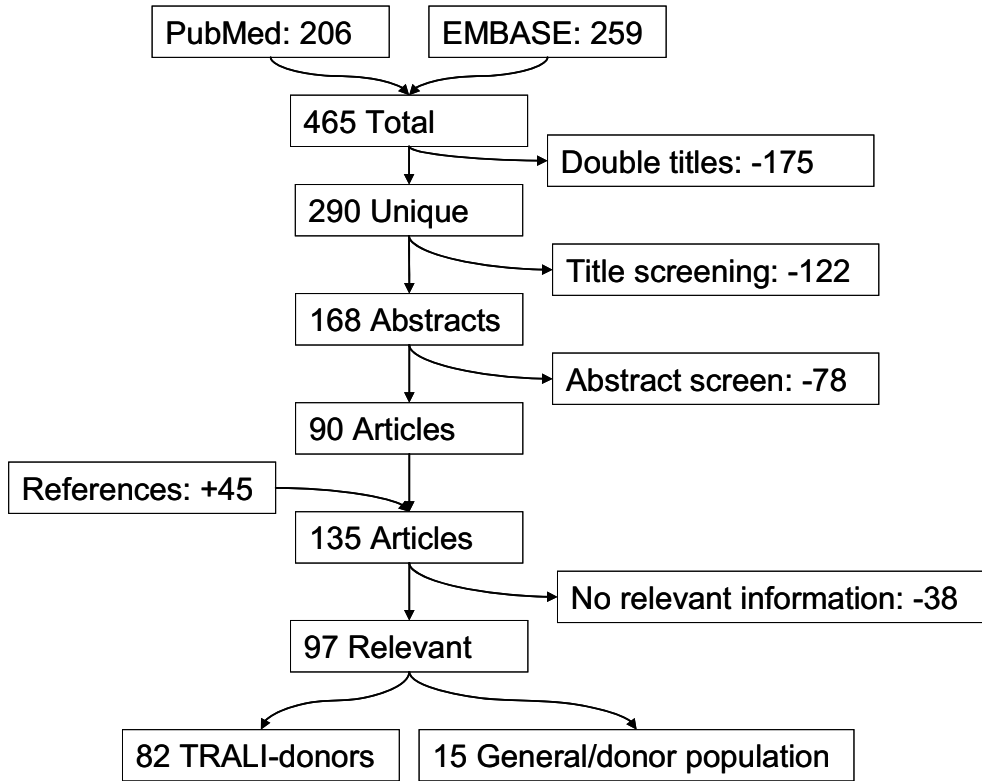 PubMed: 206
EMBASE: 259
465 Total
Double titles: -175
290 Unique
Title screening: -122
168 Abstracts
Abstract screen: -78
90 Articles
References: +45
135 Articles
No relevant information: -38
97 Relevant
82 TRALI-donors
15 General/donor population